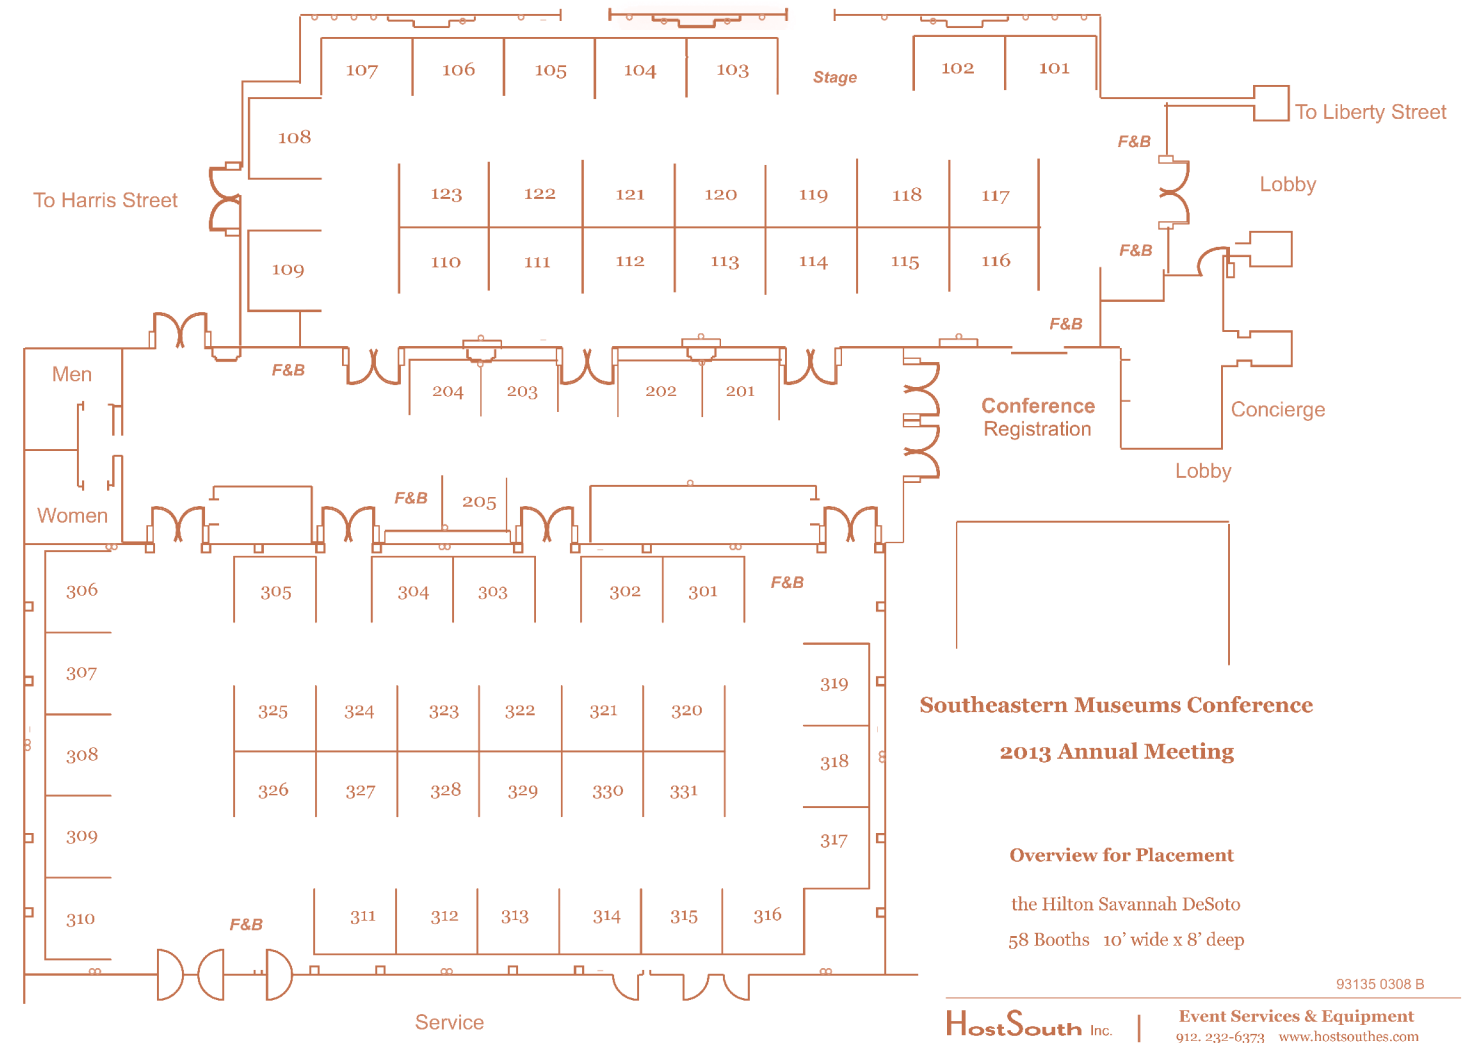 107 106 105 104 103 Stage 102 101
To Liberty Street
108 F&B
To Harris Street 123 122 121 120 119 118 117 Lobby
109 110 111 112 113 114 115 116 F&B
F&B
Men F&B 204 203 202 201
Conference
Registration
Concierge
Lobby
Women F&B 205
306 305 304 303 302 301 F&B
307 319
325 324 323 322 321 320
Southeastern Museums Conference
2013 Annual Meeting
308 318
326 327 328 329 330 331
309 317
Overview for Placement
the Hilton Savannah DeSoto
58 Booths 10’ wide x 8’ deep
310 F&B 311 312 313 314 315 316
93135 0308 B
Service
HostSouth Inc.
Event Services & Equipment
912. 232-6373 www.hostsouthes.com